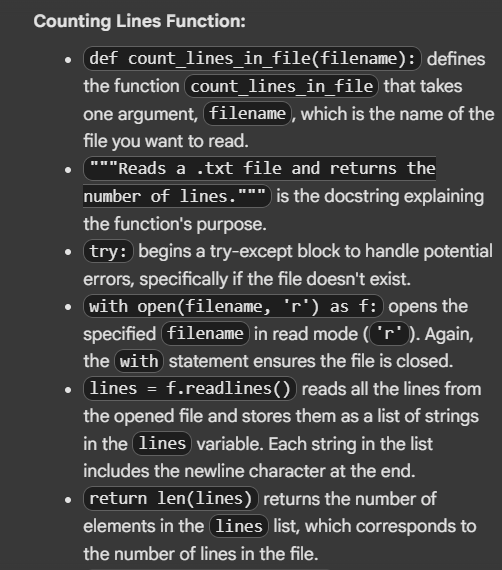 Counting Lines Function:
• def count_lines_in_file(filename): defines
the function count_lines_in_file that takes
one argument, filename, which is the name of the
file you want to read.
• """Reads a .txt file and returns the
number of lines.""" is the docstring explaining
the function's purpose.
• try: begins a try-except block to handle potential
errors, specifically if the file doesn't exist.
• with open(filename, 'r') as f: opens the
specified filename in read mode ('r'). Again,
the with statement ensures the file is closed.
• lines = f.readlines() reads all the lines from
the opened file and stores them as a list of strings
in the lines variable. Each string in the list
includes the newline character at the end.
• return len(lines) returns the number of
elements in the lines list, which corresponds to
the number of lines in the file.